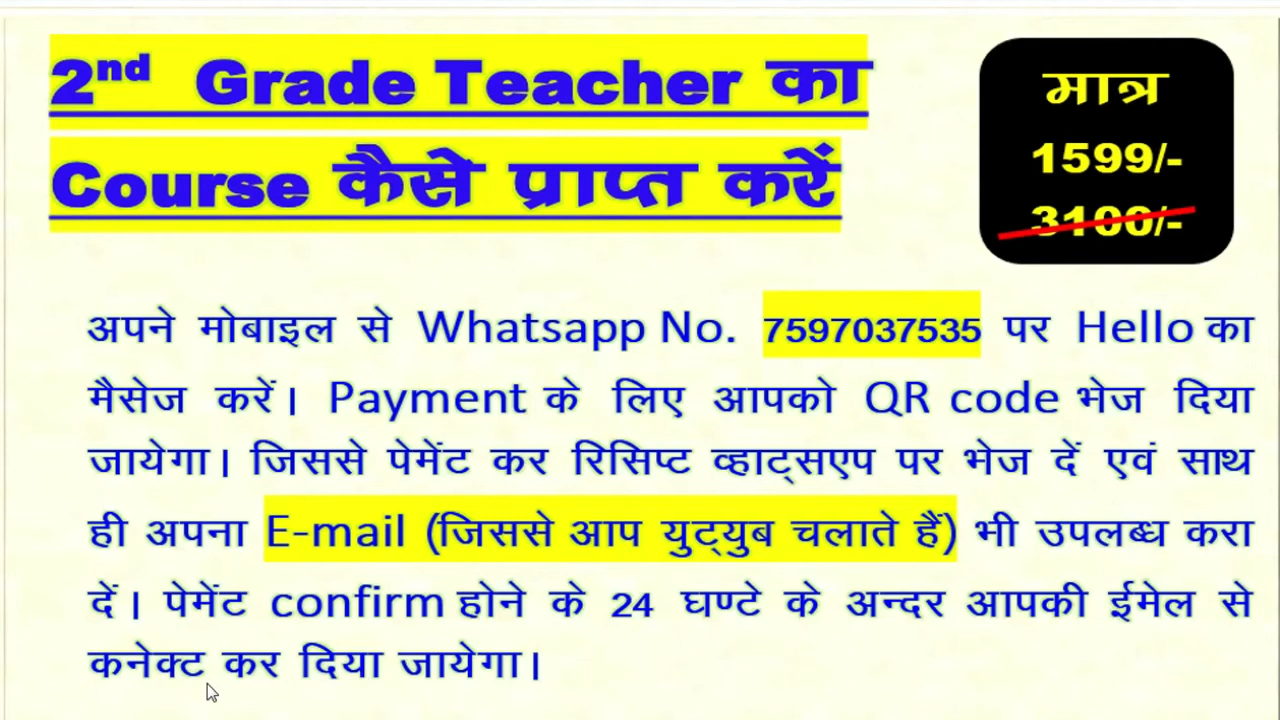 2nd Grade Teacher का
Course कैसे प्राप्त करें
मात्र
1599/-
3100/-
अपने मोबाइल से Whatsapp No. 7597037535 पर Hello का
मैसेज करें। Payment के लिए आपको QR code भेज दिया
जायेगा। जिससे पेमेंट कर रिसिप्ट व्हाट्सएप पर भेज दें एवं साथ
ही अपना E-mail (जिससे आप युट्युब चलाते हैं) भी उपलब्ध करा
दें। पेमेंट confirm होने के 24 घण्टे के अन्दर आपकी ईमेल से
कनेक्ट कर दिया जायेगा।